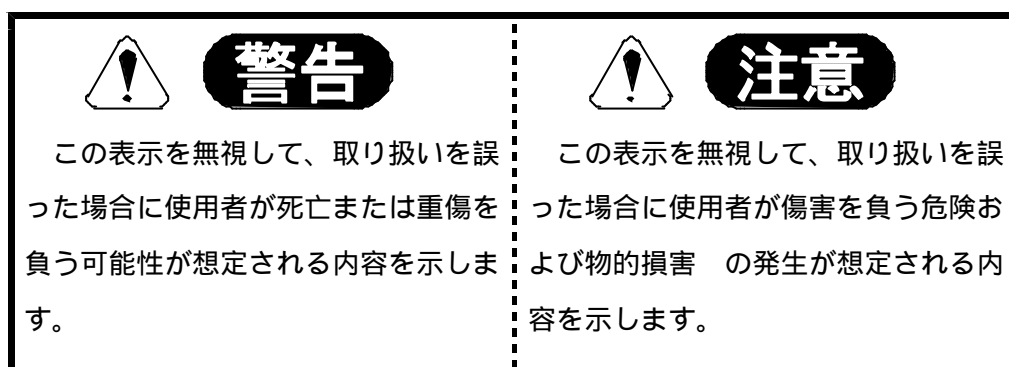 警告
この表示を無視して、取り扱いを誤
った場合に使用者が死亡または重傷を
負う可能性が想定される内容を示しま
す。
注意
この表示を無視して、取り扱いを誤
った場合に使用者が傷害を負う危険お
よび物的損害　の発生が想定される内
容を示します。